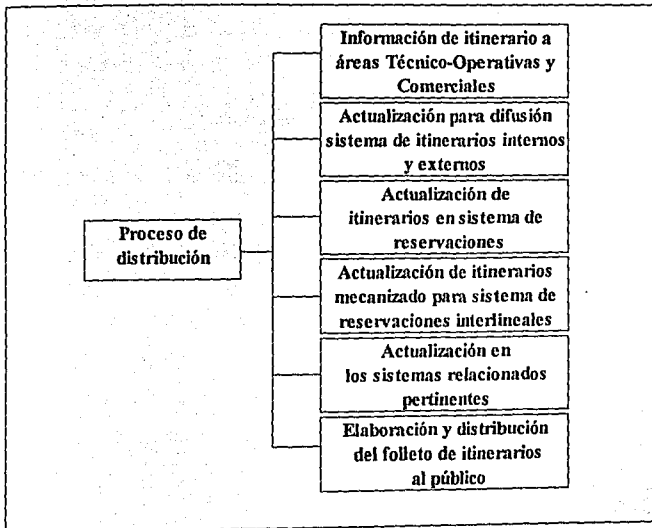 Información de itinerario a
áreas Técnico-Operativas y
Comerciales
Actualización para difusión
sistema de itinerarios internos
y externos
Actualización de
itinerarios en sistema de
reservaciones
Proceso de
distribución
Actualización de itinerarios
mecanizado para sistema de
reservaciones interlineales
Actualización en
los sistemas relacionados
pertinentes
Elaboración y distribución
del folleto de itinerarios
al público